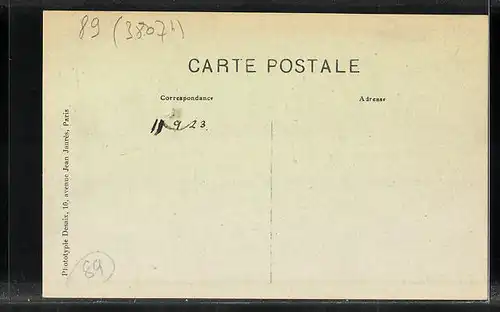 89 (38071)
CARTE POSTALE
Correspondance
Adresse
11 9 23
Phototypie Desaix, 10, avenue Jean Jaurès, Paris
89